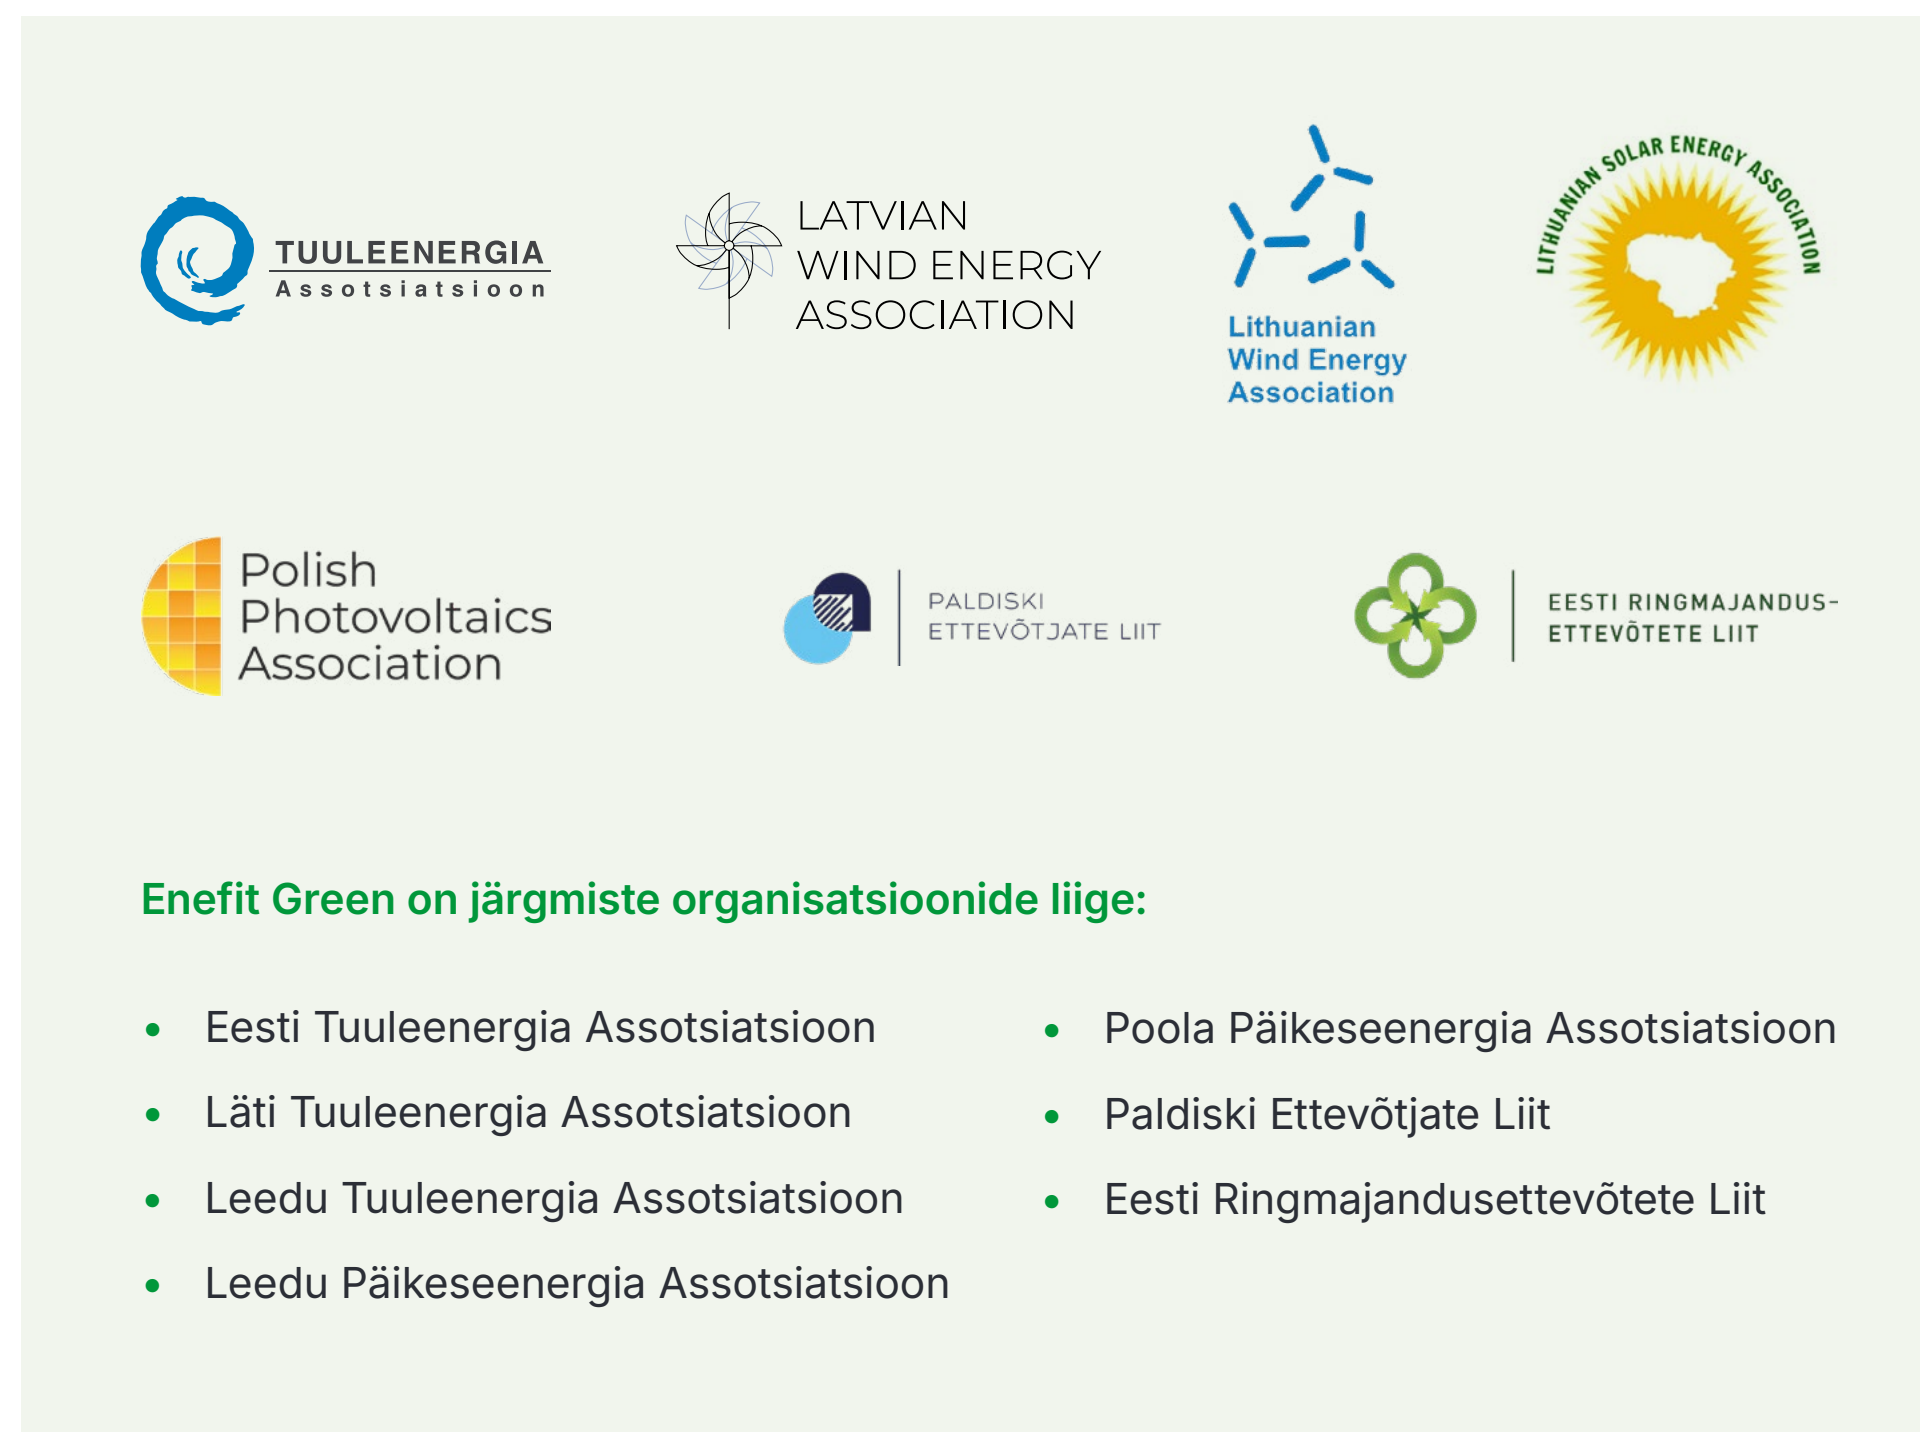 TUULEENERGIA
Assotsiatsioon
LATVIAN
WIND ENERGY
ASSOCIATION
Lithuanian
Wind Energy
Association
LITHUANIAN SOLAR ENERGY ASSOCIATION
Polish
Photovoltaics
Association
PALDISKI
ETTEVÕTJATE LIIT
EESTI RINGMAJANDUS-
ETTEVÕTETE LIIT
Enefit Green on järgmiste organisatsioonide liige:
• Eesti Tuuleenergia Assotsiatsioon
• Läti Tuuleenergia Assotsiatsioon
• Leedu Tuuleenergia Assotsiatsioon
• Leedu Päikeseenergia Assotsiatsioon
• Poola Päikeseenergia Assotsiatsioon
• Paldiski Ettevõtjate Liit
• Eesti Ringmajandusettevõtete Liit